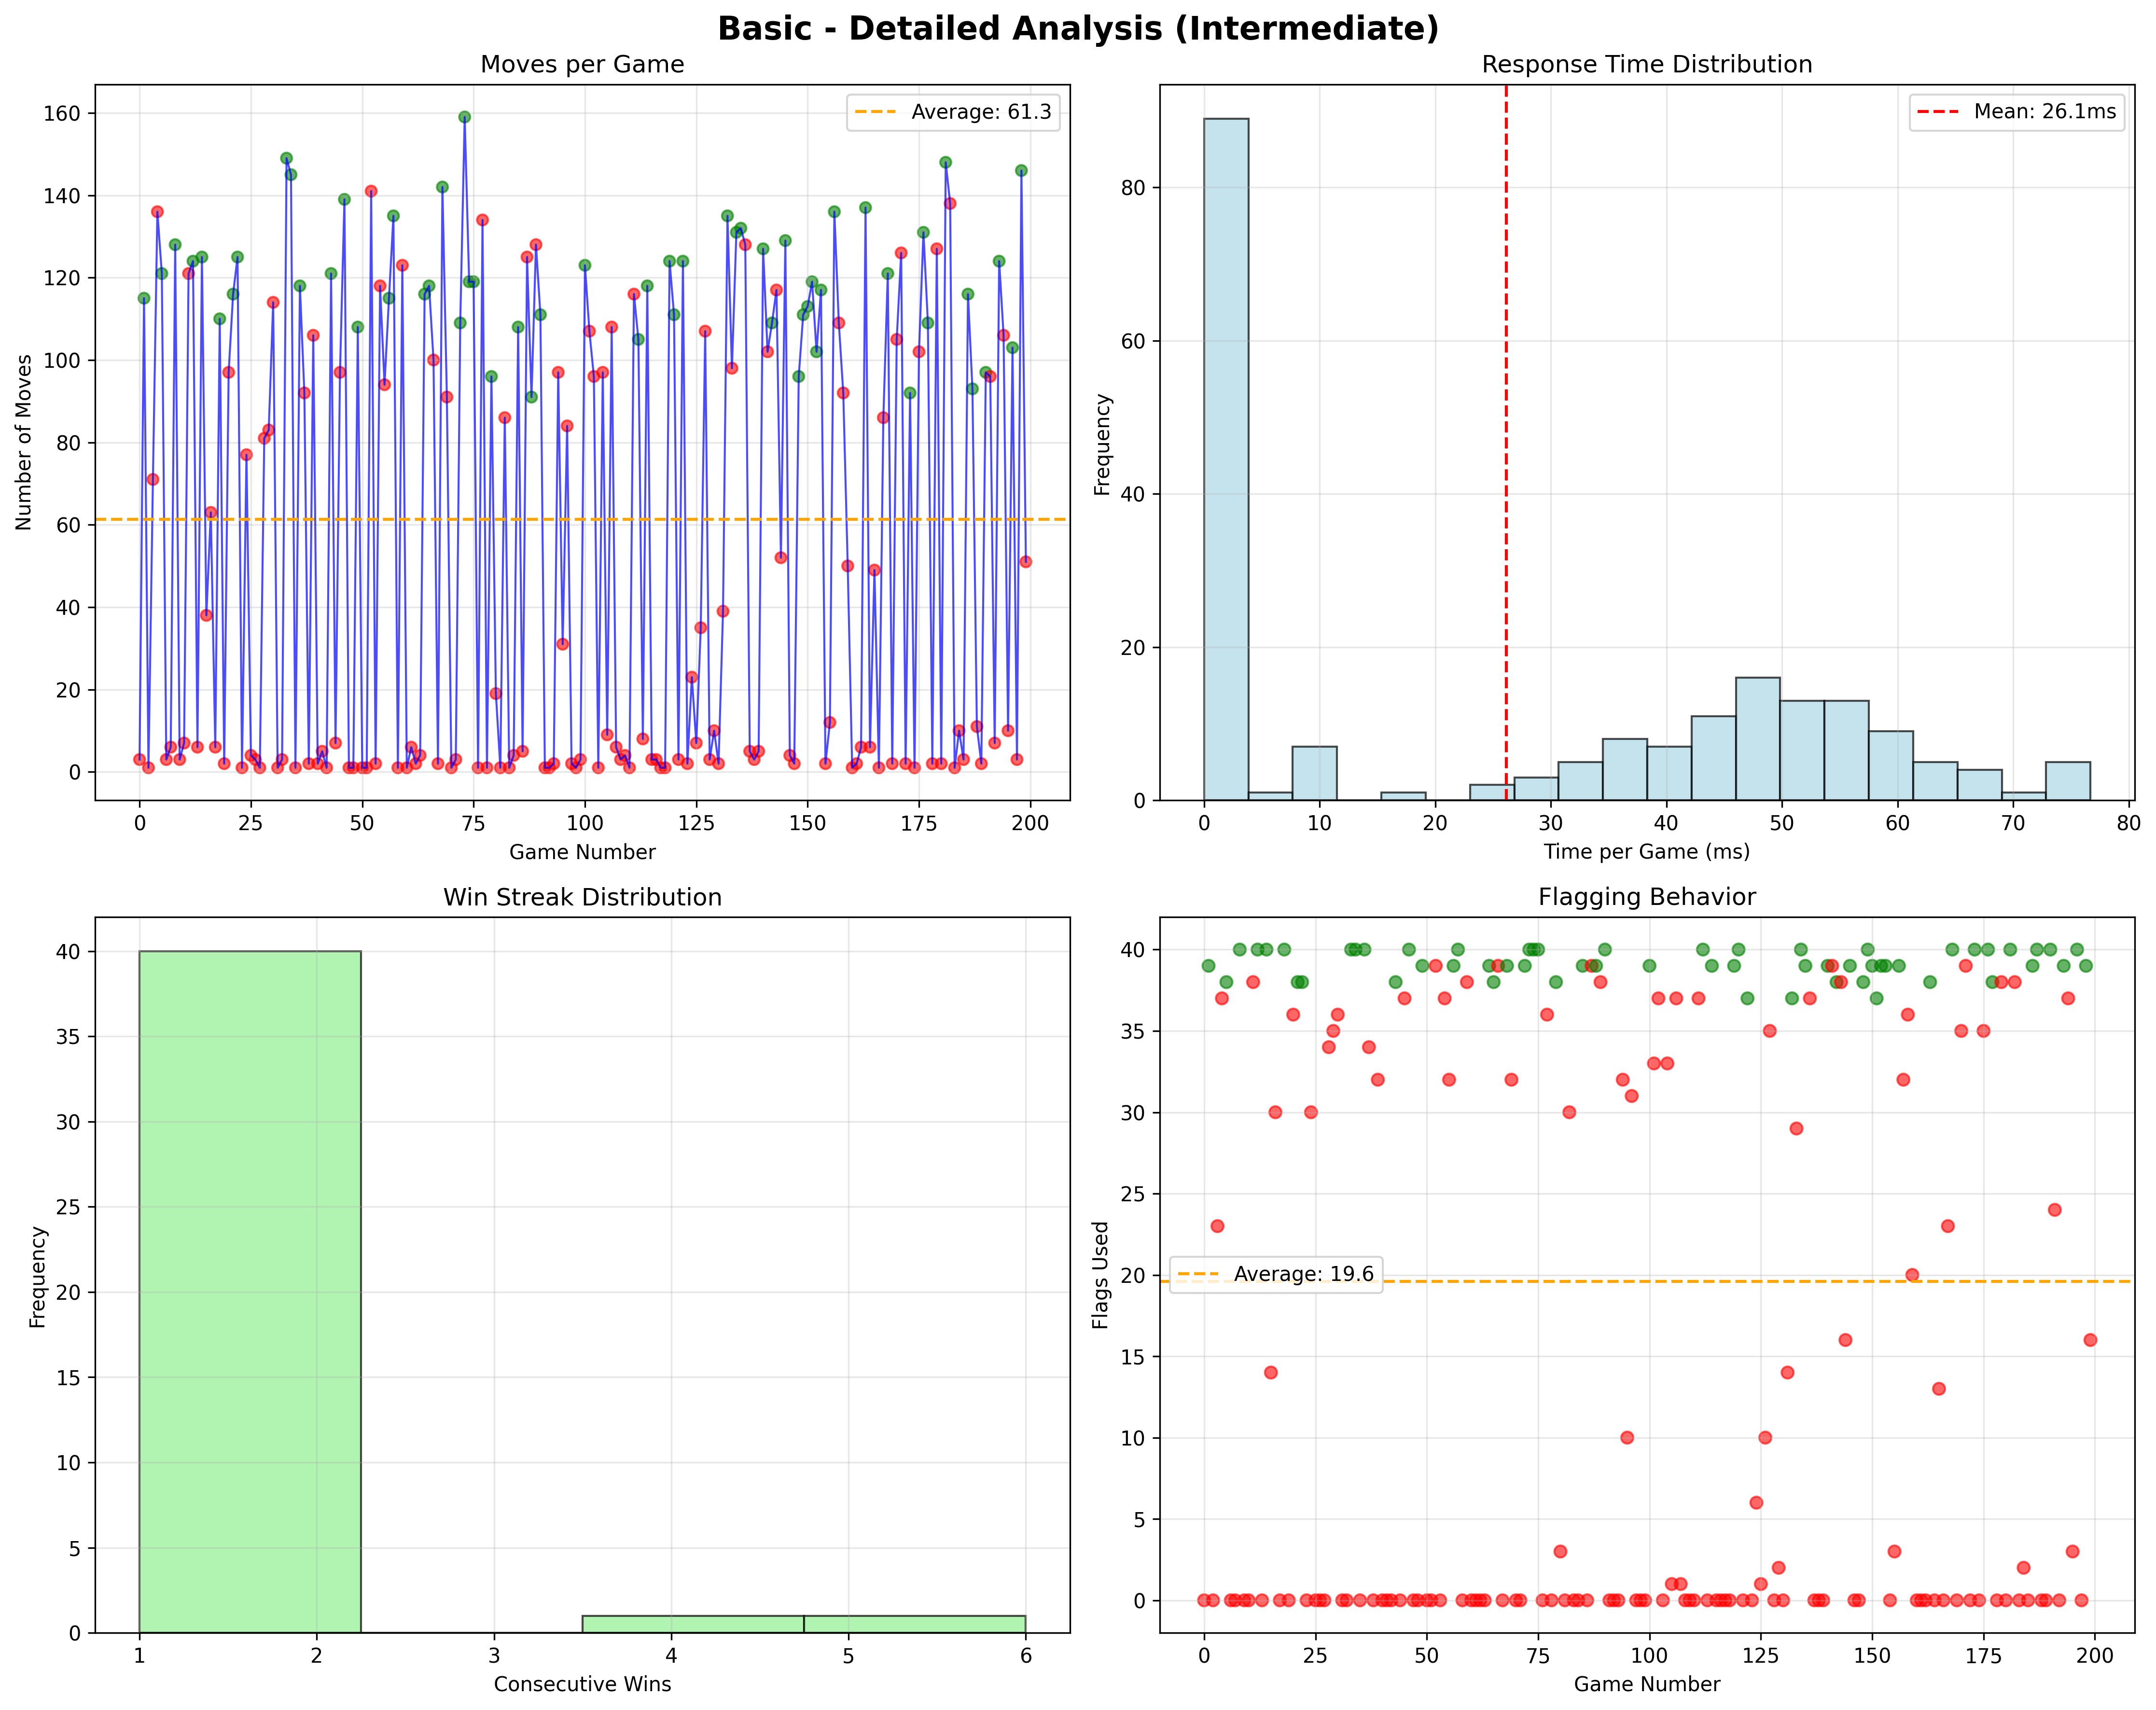 Basic - Detailed Analysis (Intermediate)
Moves per Game
Number of Moves
160
140
120
100
80
60
40
20
0
Average: 61.3
0 25 50 75 100 125 150 175 200
Game Number
Response Time Distribution
Frequency
80
60
40
20
0
Mean: 26.1ms
0 10 20 30 40 50 60 70 80
Time per Game (ms)
Win Streak Distribution
Frequency
40
35
30
25
20
15
10
5
0
1 2 3 4 5 6
Consecutive Wins
Flagging Behavior
Flags Used
40
35
30
25
20
15
10
5
0
Average: 19.6
0 25 50 75 100 125 150 175 200
Game Number